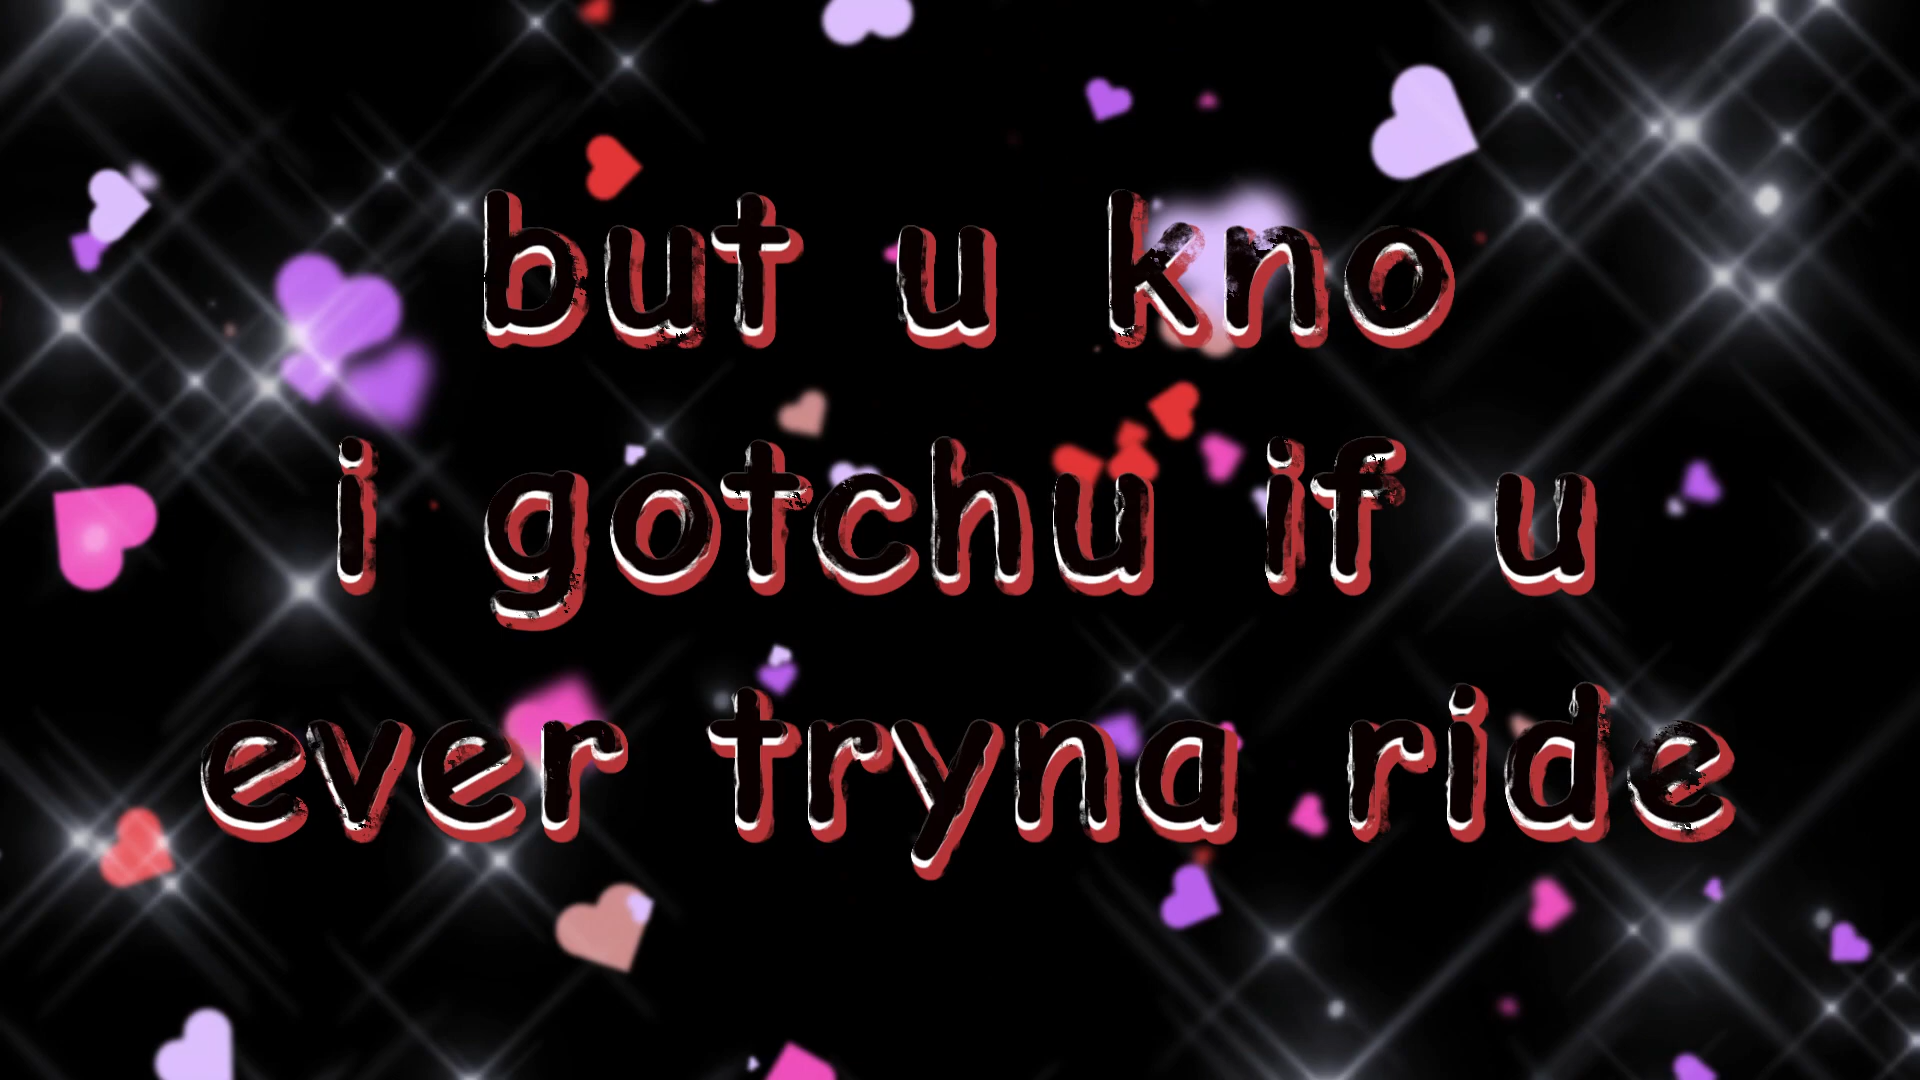 but u kno
i gotchu if u
ever tryna ride